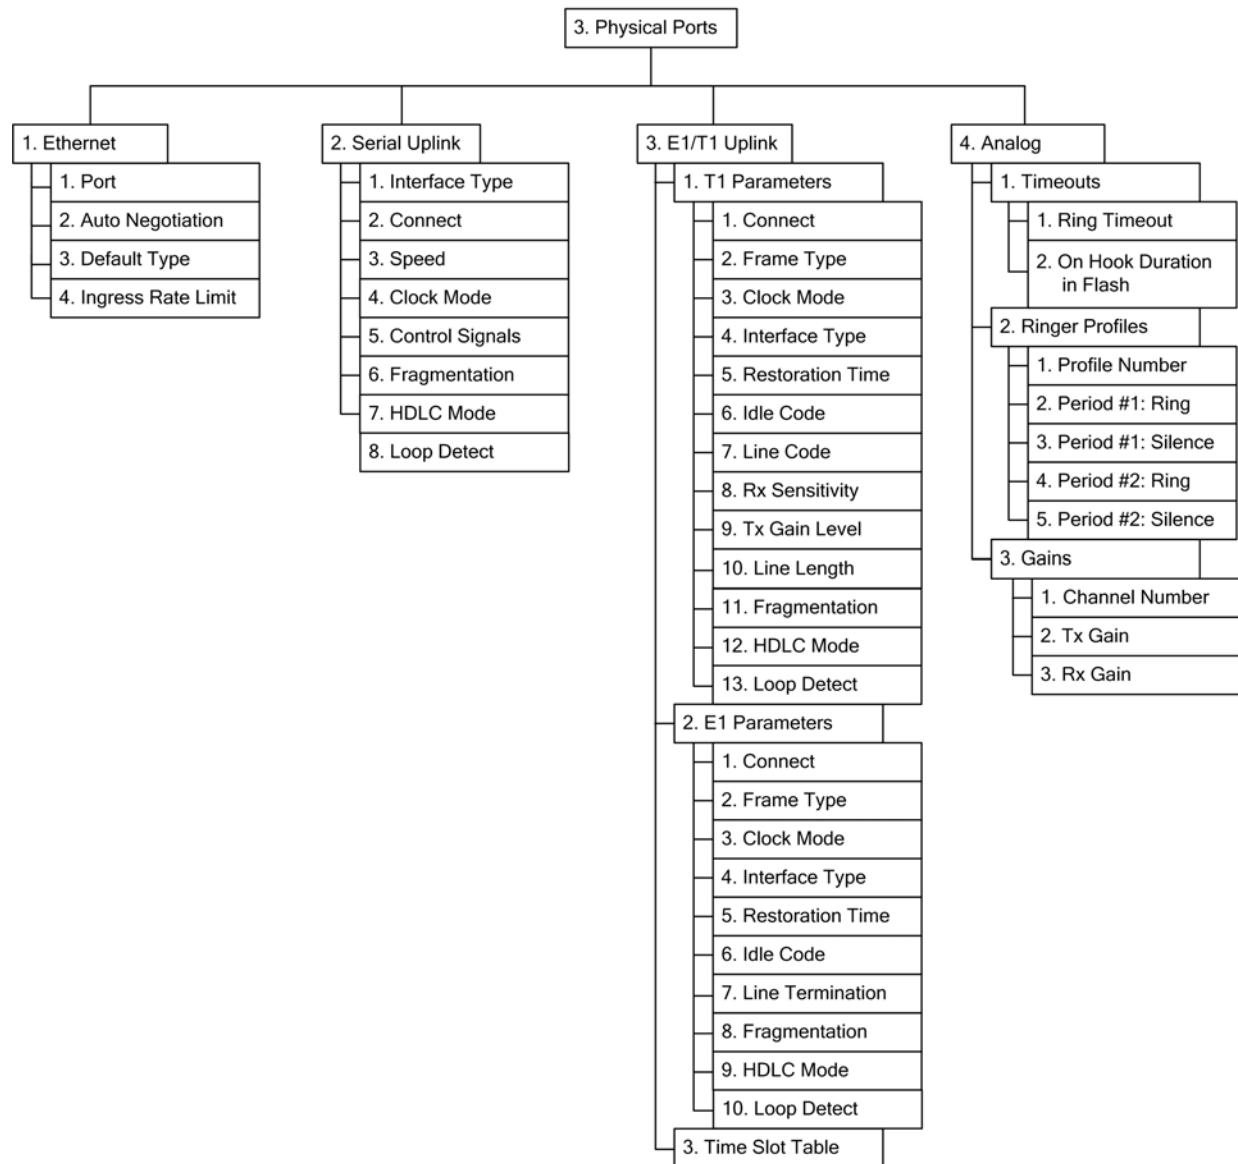 3. Physical Ports
1. Ethernet
1. Port
2. Auto Negotiation
3. Default Type
4. Ingress Rate Limit
2. Serial Uplink
1. Interface Type
2. Connect
3. Speed
4. Clock Mode
5. Control Signals
6. Fragmentation
7. HDLC Mode
8. Loop Detect
3. E1/T1 Uplink
1. T1 Parameters
1. Connect
2. Frame Type
3. Clock Mode
4. Interface Type
5. Restoration Time
6. Idle Code
7. Line Code
8. Rx Sensitivity
9. Tx Gain Level
10. Line Length
11. Fragmentation
12. HDLC Mode
13. Loop Detect
2. E1 Parameters
1. Connect
2. Frame Type
3. Clock Mode
4. Interface Type
5. Restoration Time
6. Idle Code
7. Line Termination
8. Fragmentation
9. HDLC Mode
10. Loop Detect
3. Time Slot Table
4. Analog
1. Timeouts
1. Ring Timeout
2. On Hook Duration
in Flash
2. Ringer Profiles
1. Profile Number
2. Period #1: Ring
3. Period #1: Silence
4. Period #2: Ring
5. Period #2: Silence
3. Gains
1. Channel Number
2. Tx Gain
3. Rx Gain